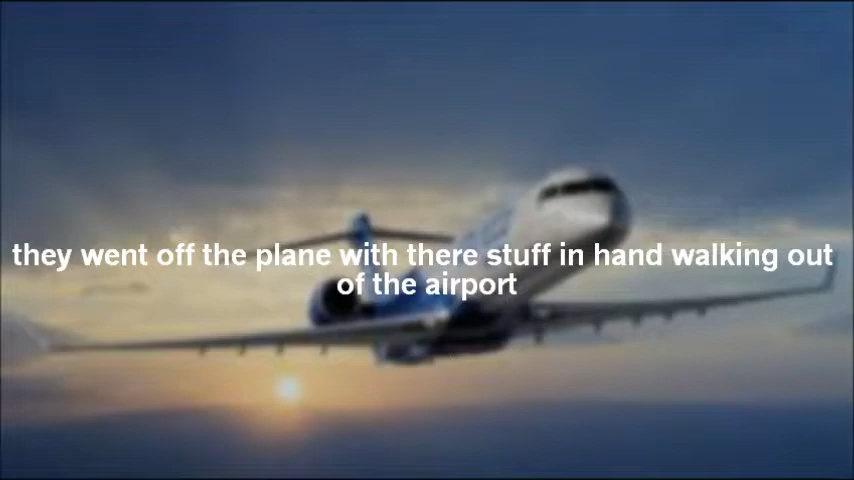 they went off the plane with there stuff in hand walking out
of the airport